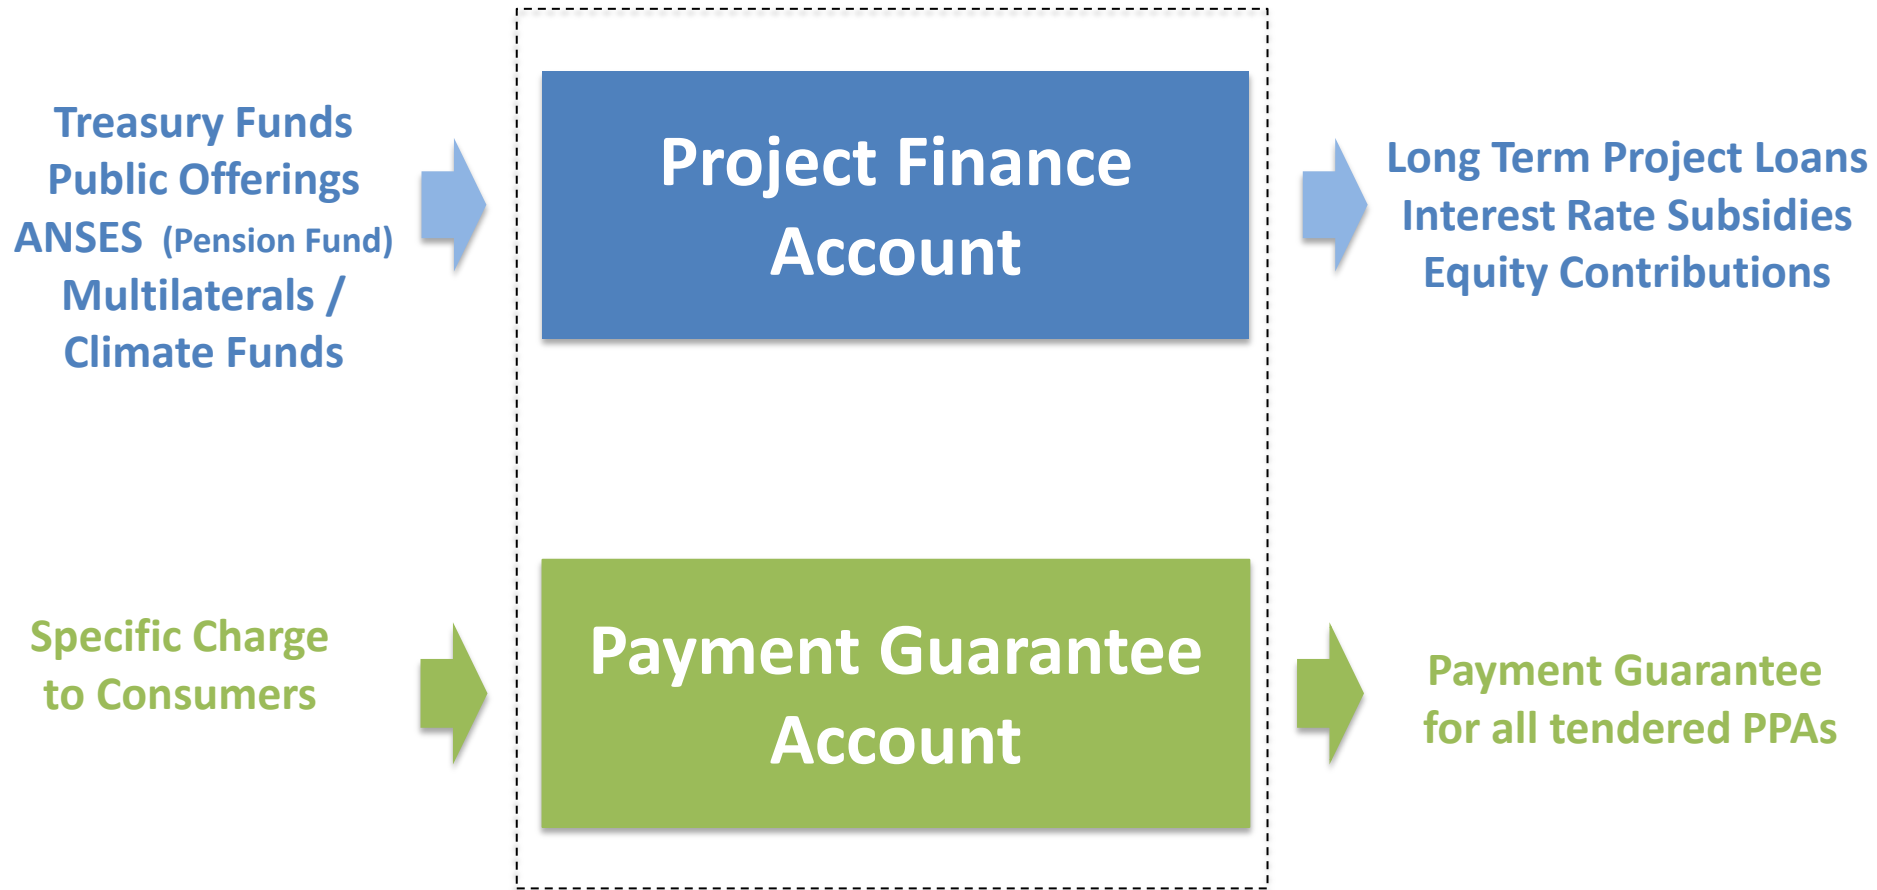 Treasury Funds
Public Offerings
ANSES (Pension Fund)
Multilaterals /
Climate Funds
Project Finance
Account
Long Term Project Loans
Interest Rate Subsidies
Equity Contributions
Specific Charge
to Consumers
Payment Guarantee
Account
Payment Guarantee
for all tendered PPAs